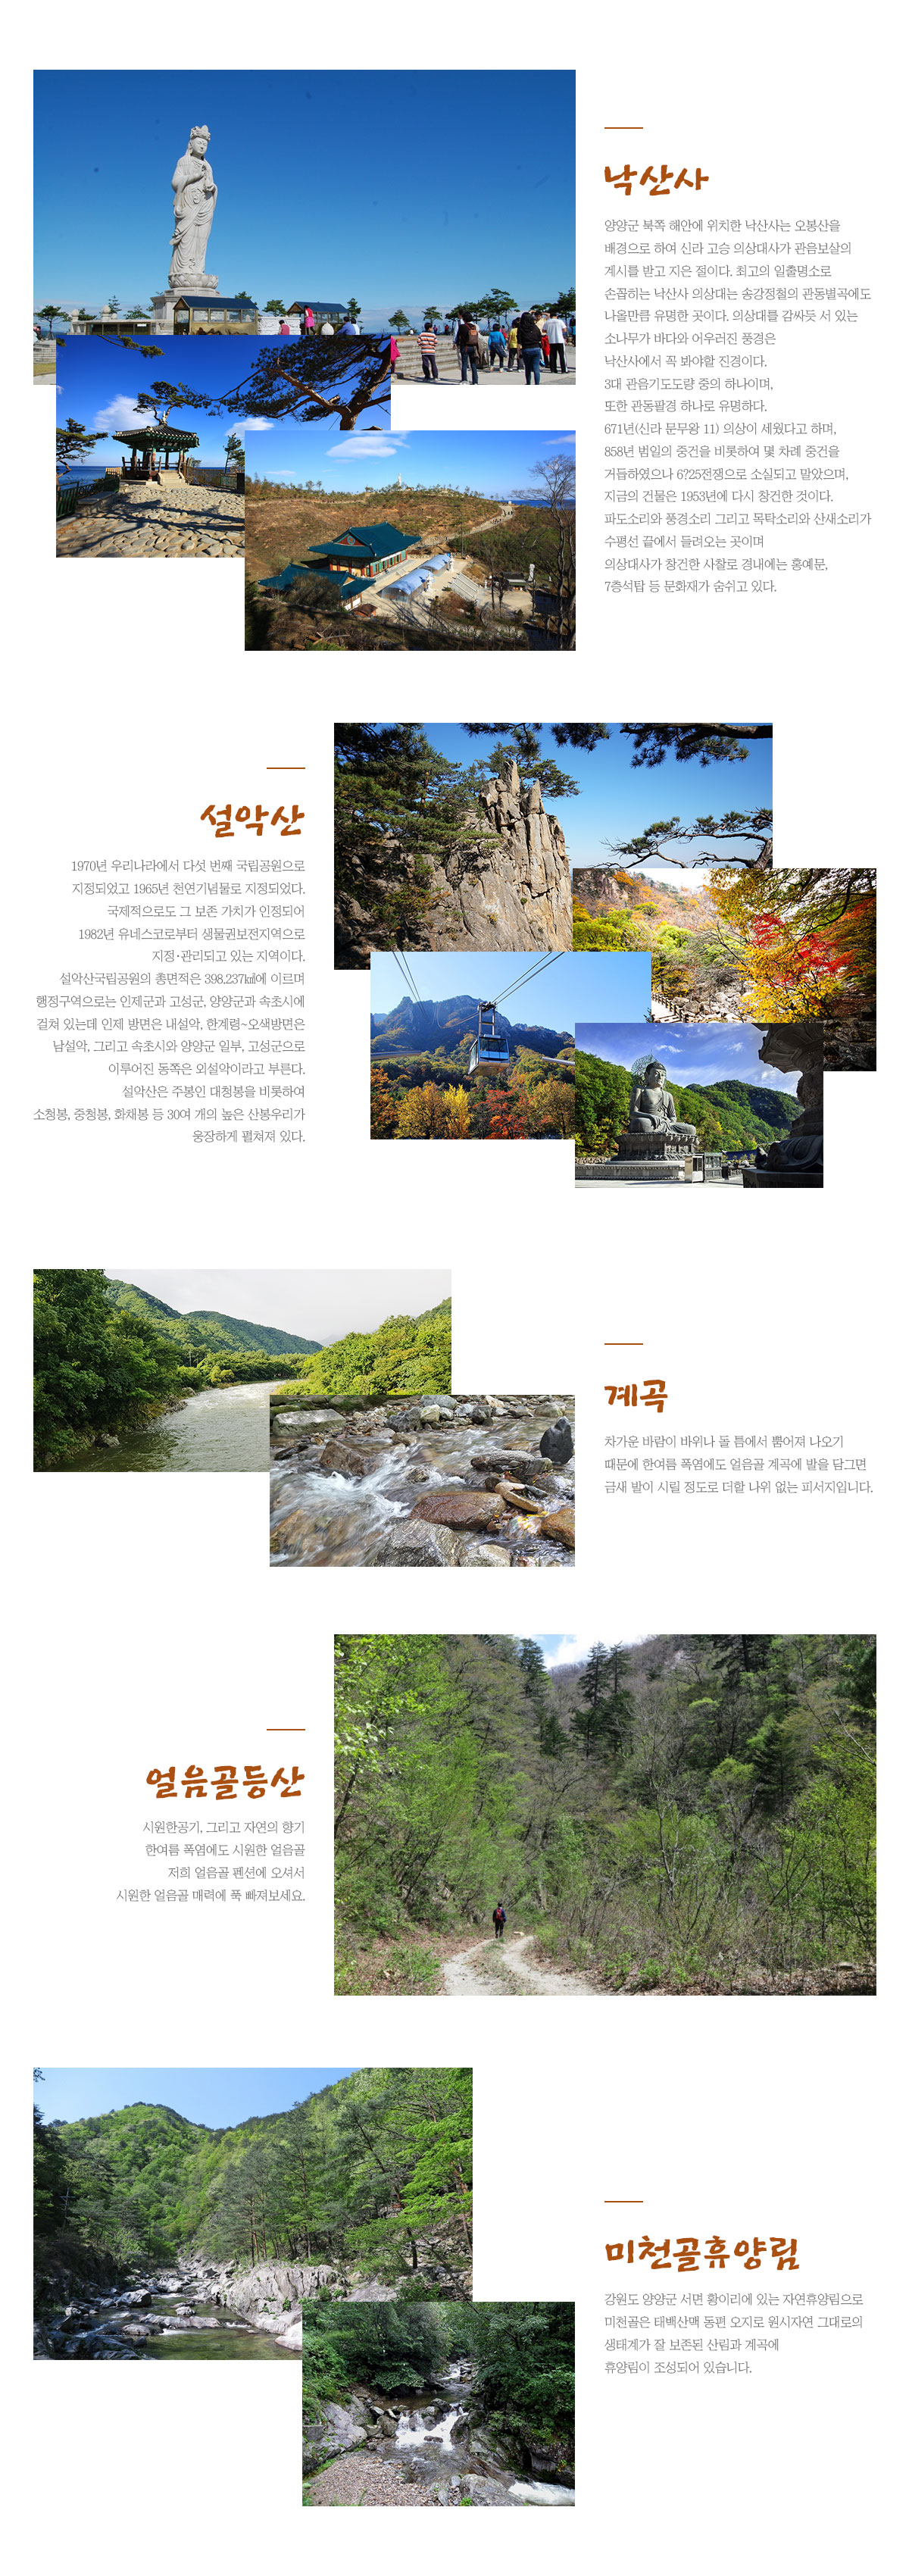 낙산사
양양군 북쪽 해안에 위치한 낙산사는 오봉산을
배경으로 하여 신라 고승 의상대사가 관음보살의
계시를 받고 지은 절이다. 최고의 일출명소로
손꼽히는 낙산사 의상대는 송강정철의 관동별곡에도
나올만큼 유명한 곳이다. 의상대를 감싸듯 서 있는
소나무가 바다와 어우러진 풍경은
낙산사에서 꼭 봐야할 진경이다.
3대 관음기도도량 중의 하나이며,
또한 관동팔경 하나로 유명하다.
671년(신라 문무왕 11) 의상이 세웠다고 하며,
858년 범일의 중건을 비롯하여 몇 차례 중건을
거듭하였으나 6?25전쟁으로 소실되고 말았으며,
지금의 건물은 1953년에 다시 창건한 것이다.
파도소리와 풍경소리 그리고 목탁소리와 산새소리가
수평선 끝에서 들려오는 곳이며
의상대사가 창건한 사찰로 경내에는 홍예문,
7층석탑 등 문화재가 숨쉬고 있다.
설악산
1970년 우리나라에서 다섯 번째 국립공원으로
지정되었고 1965년 천연기념물로 지정되었다.
국제적으로도 그 보존 가치가 인정되어
1982년 유네스코로부터 생물권보전지역으로
지정·관리되고 있는 지역이다.
설악산국립공원의 총면적은 398.237㎢에 이르며
행정구역으로는 인제군과 고성군, 양양군과 속초시에
걸쳐 있는데 인제 방면은 내설악, 한계령~오색방면은
남설악, 그리고 속초시와 양양군 일부, 고성군으로
이루어진 동쪽은 외설악이라고 부른다.
설악산은 주봉인 대청봉을 비롯하여
소청봉, 중청봉, 화채봉 등 30여 개의 높은 산봉우리가
웅장하게 펼쳐져 있다.
계곡
차가운 바람이 바위나 돌 틈에서 뿜어져 나오기
때문에 한여름 폭염에도 얼음골 계곡에 발을 담그면
금새 발이 시릴 정도로 더할 나위 없는 피서지입니다.
얼음골등산
시원한공기, 그리고 자연의 향기
한여름 폭염에도 시원한 얼음골
저희 얼음골 펜션에 오셔서
시원한 얼음골 매력에 푹 빠져보세요.
미천골휴양림
강원도 양양군 서면 황이리에 있는 자연휴양림으로
미천골은 태백산맥 동편 오지로 원시자연 그대로의
생태계가 잘 보존된 산림과 계곡에
휴양림이 조성되어 있습니다.